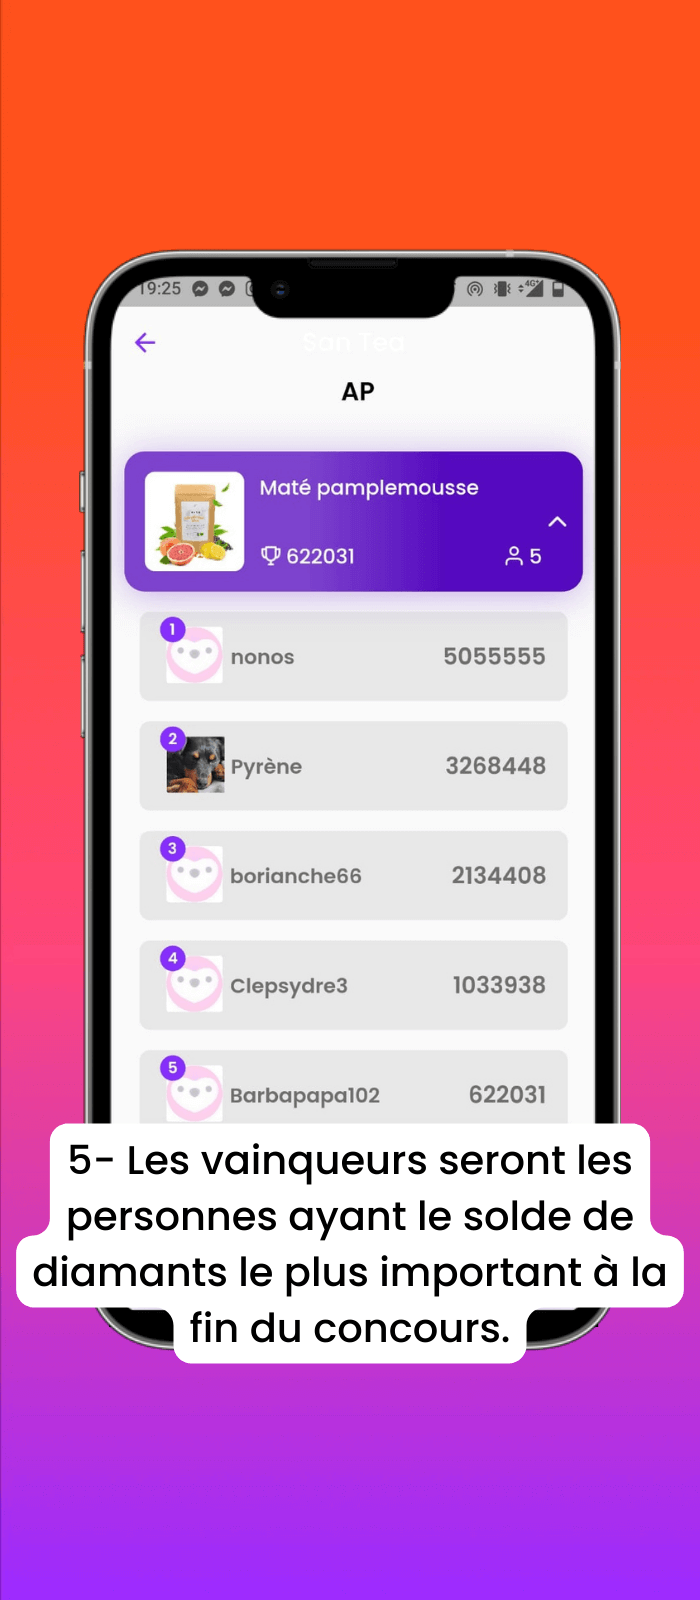 19:25
4G
San Tea
AP
Maté pamplemousse
622031
5
1
nonos
5055555
2
Pyrène
3268448
3
borianche66
2134408
4
Clepsydre3
1033938
5
Barbapapa102
622031
5- Les vainqueurs seront les
personnes ayant le solde de
diamants le plus important à la
fin du concours.